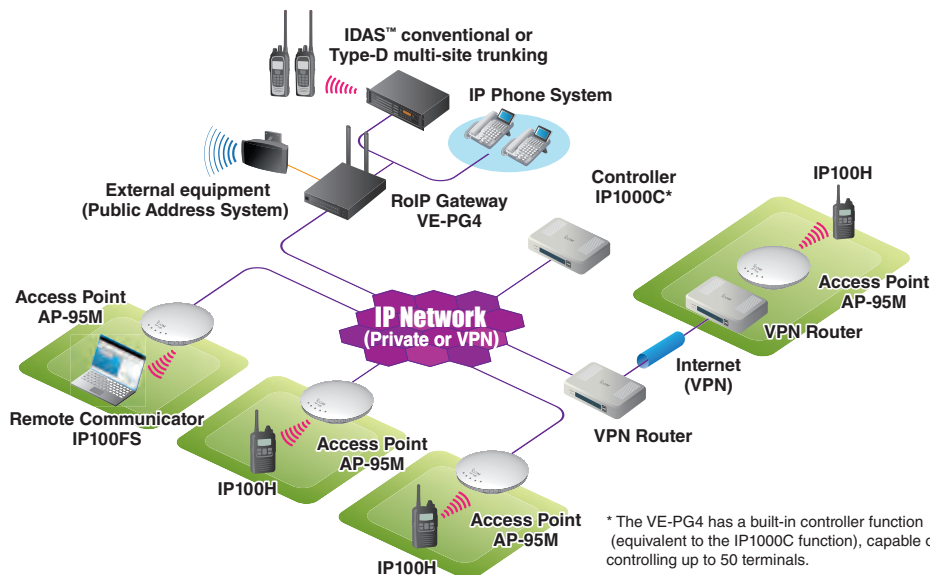 IDAS™ conventional or
Type-D multi-site trunking
IP Phone System
External equipment
(Public Address System)
RoIP Gateway
VE-PG4
Controller
IP1000C*
IP100H
Access Point
AP-95M
VPN Router
Access Point
AP-95M
IP Network
(Private or VPN)
Internet
(VPN)
VPN Router
Remote Communicator
IP100FS
Access Point
AP-95M
IP100H
Access Point
AP-95M
IP100H
* The VE-PG4 has a built-in controller function
(equivalent to the IP1000C function), capable o
controlling up to 50 terminals.